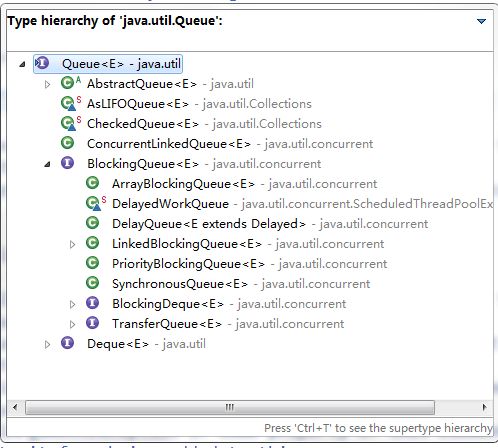 Type hierarchy of 'java.util.Queue':
Queue<E> - java.util
AbstractQueue<E> - java.util
AsLIFOQueue<E> - java.util.Collections
CheckedQueue<E> - java.util.Collections
ConcurrentLinkedQueue<E> - java.util.concurrent
BlockingQueue<E> - java.util.concurrent
ArrayBlockingQueue<E> - java.util.concurrent
DelayedWorkQueue - java.util.concurrent.ScheduledThreadPoolEx
DelayQueue<E extends Delayed> - java.util.concurrent
LinkedBlockingQueue<E> - java.util.concurrent
PriorityBlockingQueue<E> - java.util.concurrent
SynchronousQueue<E> - java.util.concurrent
BlockingDeque<E> - java.util.concurrent
TransferQueue<E> - java.util.concurrent
Deque<E> - java.util
Press 'Ctrl+T' to see the supertype hierarchy